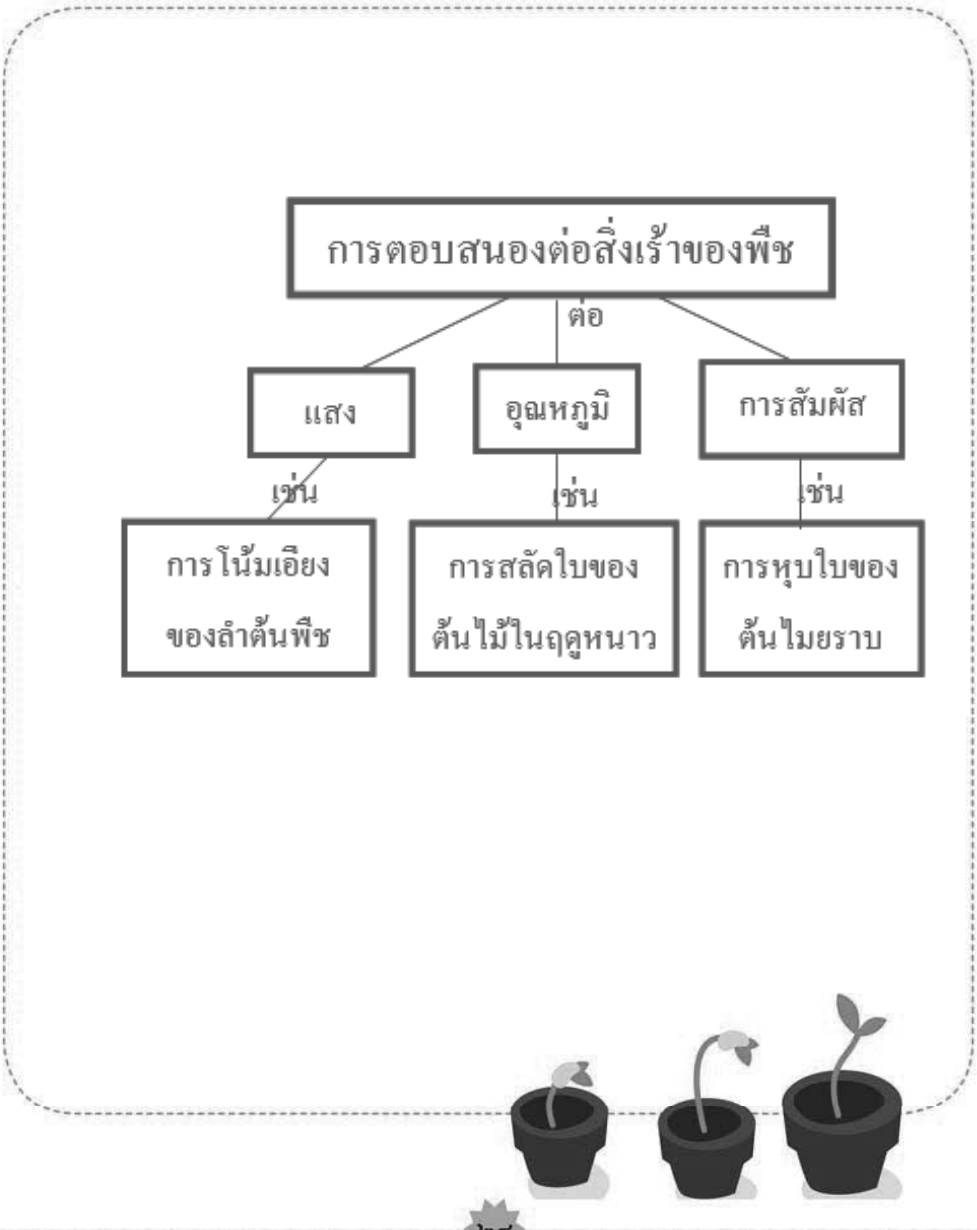 การตอบสนองต่อสิ่งเร้าของพืช
ต่อ
แสง
อุณหภูมิ
การสัมผัส
เช่น
เช่น
เช่น
การโน้มเอียง
ของลำต้นพืช
การสลัดใบของ
ต้นไม้ในฤดูหนาว
การหุบใบของ
ต้นไมยราบ